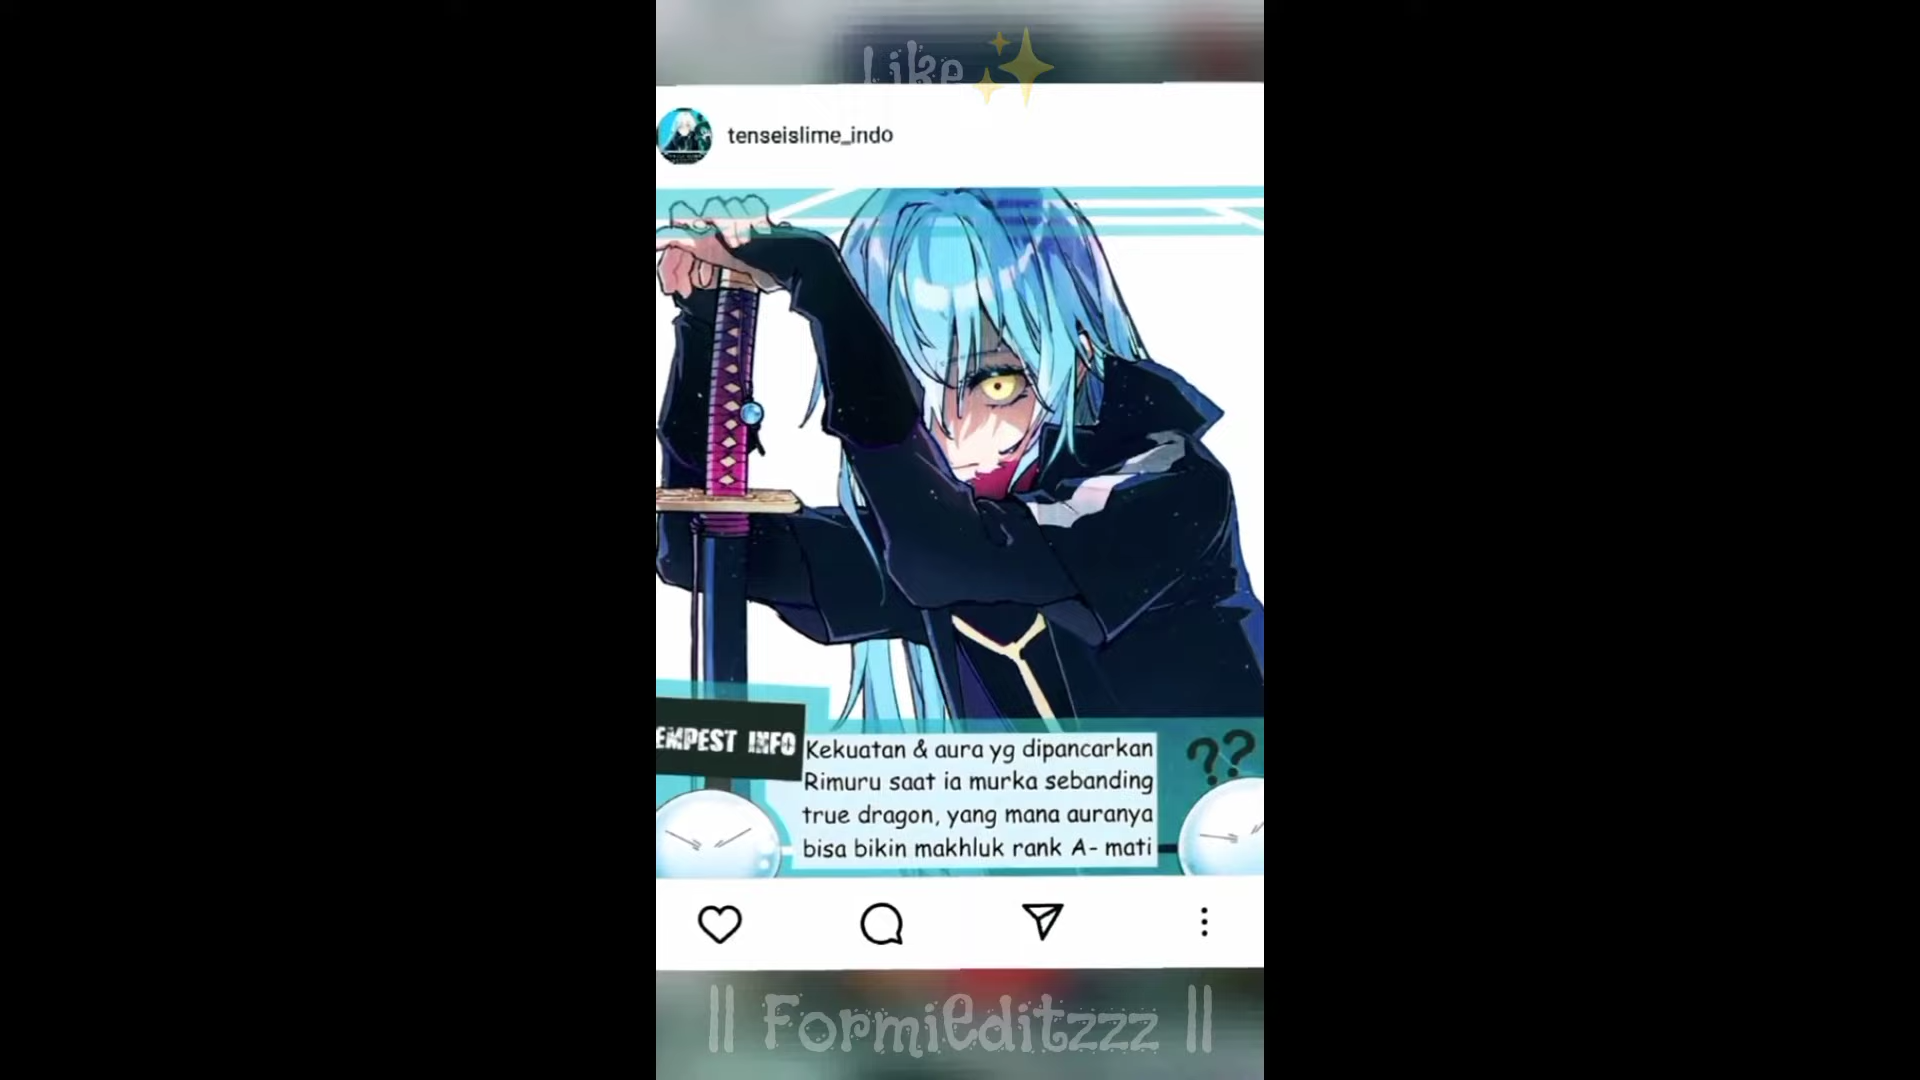 Like
tenseislime_indo
EMPEST INFO
Kekuatan & aura yg dipancarkan
Rimuru saat ia murka sebanding
true dragon, yang mana auranya
bisa bikin makhluk rank A- mati
??
|| FormiEditzzz ||